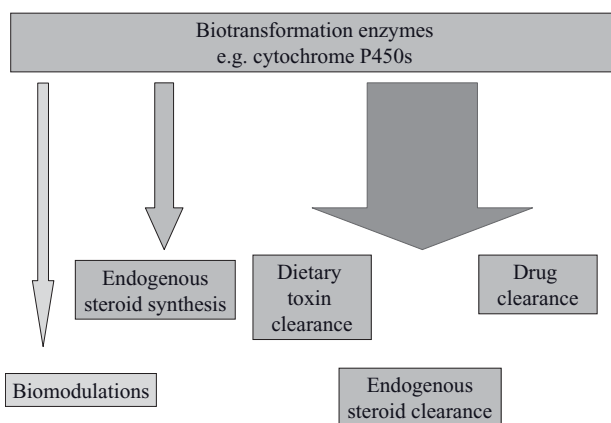 Biotransformation enzymes
e.g. cytochrome P450s
Endogenous
steroid synthesis
Dietary
toxin
clearance
Drug
clearance
Biomodulations
Endogenous
steroid clearance